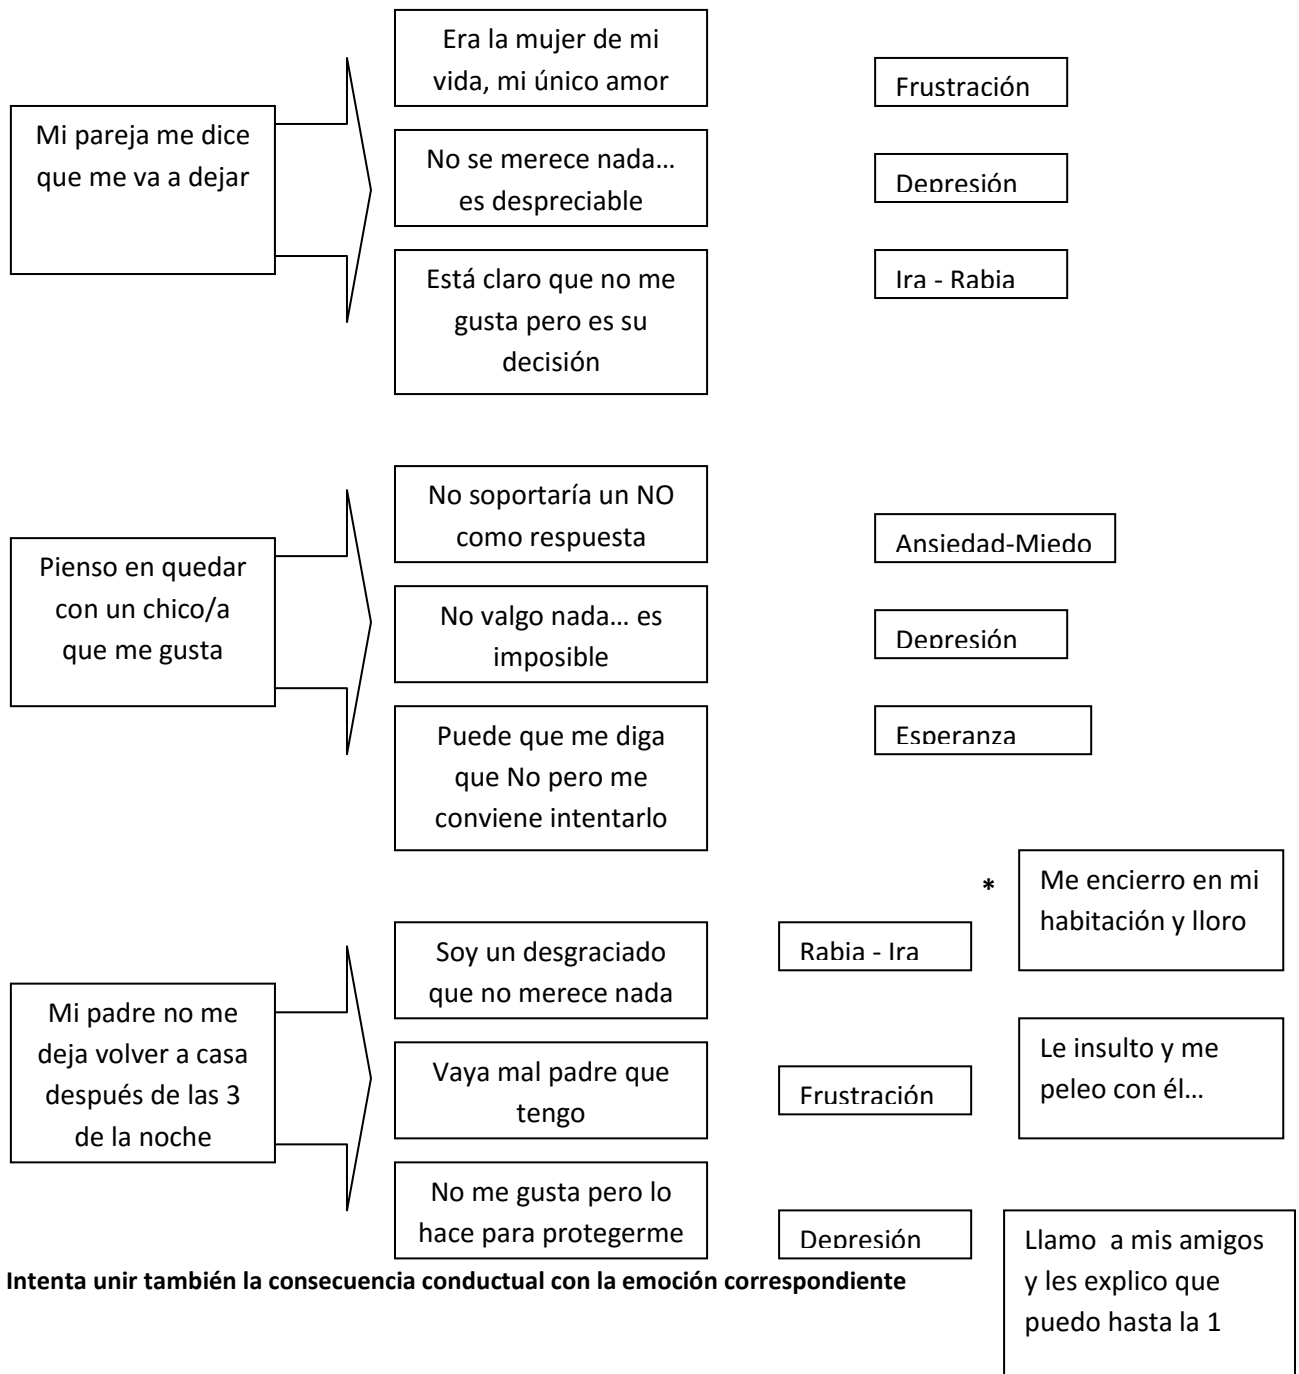 Era la mujer de mi
vida, mi único amor
Frustración
Mi pareja me dice
que me va a dejar
No se merece nada…
es despreciable
Depresión
Está claro que no me
gusta pero es su
decisión
Ira - Rabia
No soportaría un NO
como respuesta
Ansiedad-Miedo
Pienso en quedar
con un chico/a
que me gusta
No valgo nada… es
imposible
Depresión
Puede que me diga
que No pero me
conviene intentarlo
Esperanza
*
Me encierro en mi
habitación y lloro
Soy un desgraciado
que no merece nada
Rabia - Ira
Mi padre no me
deja volver a casa
después de las 3
de la noche
Vaya mal padre que
tengo
Frustración
Le insulto y me
peleo con él…
No me gusta pero lo
hace para protegerme
Depresión
Llamo a mis amigos
y les explico que
puedo hasta la 1
Intenta unir también la consecuencia conductual con la emoción correspondiente